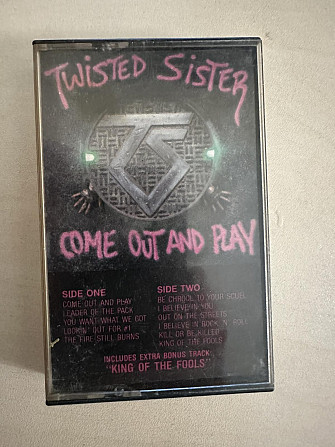 TWISTED SISTER
TS
COME OUT AND PLAY
SIDE ONE
COME OUT AND PLAY
LEADER OF THE PACK
YOU WANT WHAT WE GOT
LOOKIN' OUT FOR #1
THE FIRE STILL BURNS
SIDE TWO
BE CHROOL TO YOUR SCUEL
I BELIEVE IN YOU
OUT ON THE STREETS
I BELIEVE IN ROCK 'N' ROLL
KILL OR BE KILLED
KING OF THE FOOLS
INCLUDES EXTRA BONUS TRACK
"KING OF THE FOOLS"